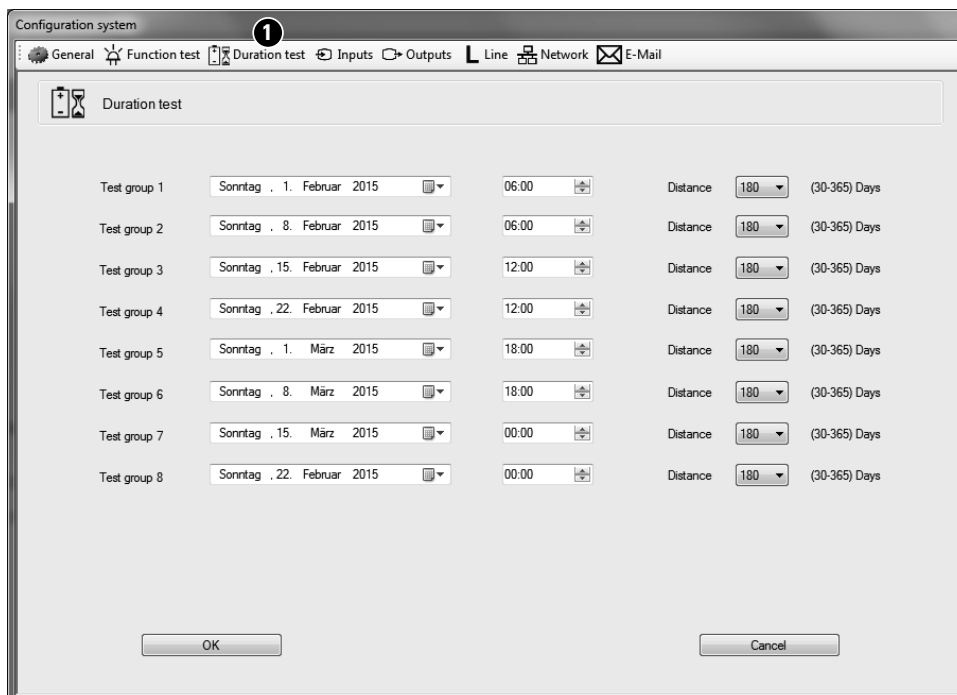 Configuration system
1
General Function test Duration test Inputs Outputs L Line Network E-Mail
Duration test
Test group 1 Sonntag , 1. Februar 2015 06:00 Distance 180 (30-365) Days
Test group 2 Sonntag , 8. Februar 2015 06:00 Distance 180 (30-365) Days
Test group 3 Sonntag , 15. Februar 2015 12:00 Distance 180 (30-365) Days
Test group 4 Sonntag , 22. Februar 2015 12:00 Distance 180 (30-365) Days
Test group 5 Sonntag , 1. März 2015 18:00 Distance 180 (30-365) Days
Test group 6 Sonntag , 8. März 2015 18:00 Distance 180 (30-365) Days
Test group 7 Sonntag , 15. März 2015 00:00 Distance 180 (30-365) Days
Test group 8 Sonntag , 22. Februar 2015 00:00 Distance 180 (30-365) Days
OK Cancel